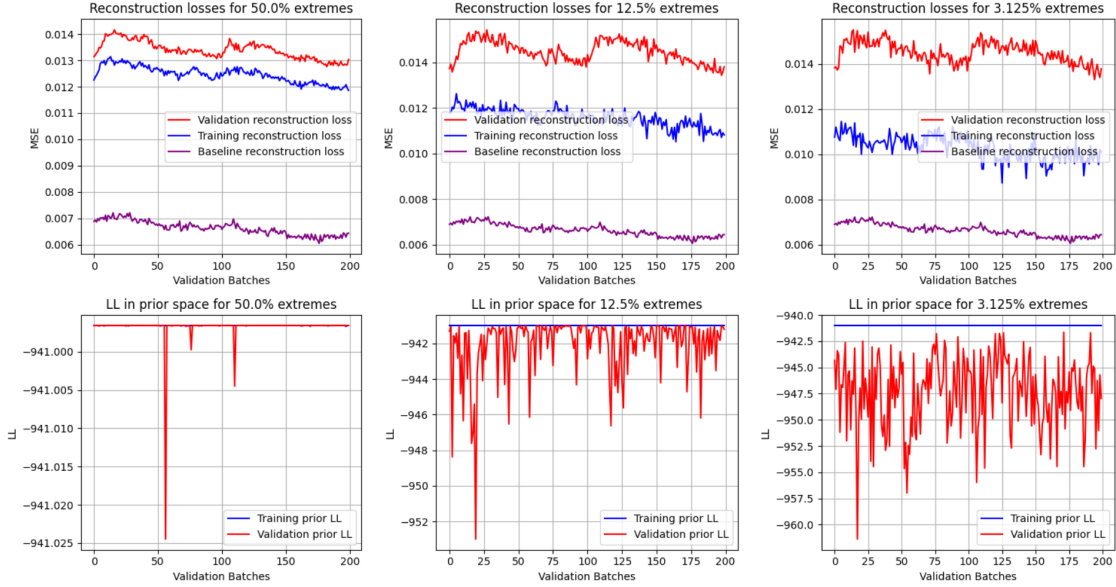 Reconstruction losses for 50.0% extremes
MSE
0.014
0.013
0.012
0.011
0.010
0.009
0.008
0.007
0.006
Validation reconstruction loss
Training reconstruction loss
Baseline reconstruction loss
0 50 100 150 200
Validation Batches
Reconstruction losses for 12.5% extremes
MSE
0.014
0.012
0.010
0.008
0.006
Validation reconstruction loss
Training reconstruction loss
Baseline reconstruction loss
0 25 50 75 100 125 150 175 200
Validation Batches
Reconstruction losses for 3.125% extremes
MSE
0.014
0.012
0.010
0.008
0.006
Validation reconstruction loss
Training reconstruction loss
Baseline reconstruction loss
0 25 50 75 100 125 150 175 200
Validation Batches
LL in prior space for 50.0% extremes
LL
−941.000
−941.005
−941.010
−941.015
−941.020
−941.025
Training prior LL
Validation prior LL
0 50 100 150 200
Validation Batches
LL in prior space for 12.5% extremes
LL
−942
−944
−946
−948
−950
−952
Training prior LL
Validation prior LL
0 25 50 75 100 125 150 175 200
Validation Batches
LL in prior space for 3.125% extremes
LL
−940.0
−942.5
−945.0
−947.5
−950.0
−952.5
−955.0
−957.5
−960.0
Training prior LL
Validation prior LL
0 25 50 75 100 125 150 175 200
Validation Batches